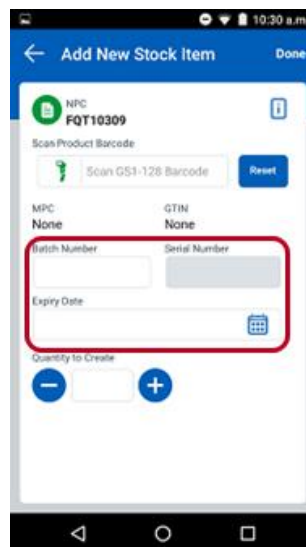 10:30 a.m
Add New Stock Item Done
NPC
FQT10309
Scan Product Barcode
Scan GS1-128 Barcode Reset
MPC GTIN
None None
Batch Number Serial Number
Expiry Date
Quantity to Create